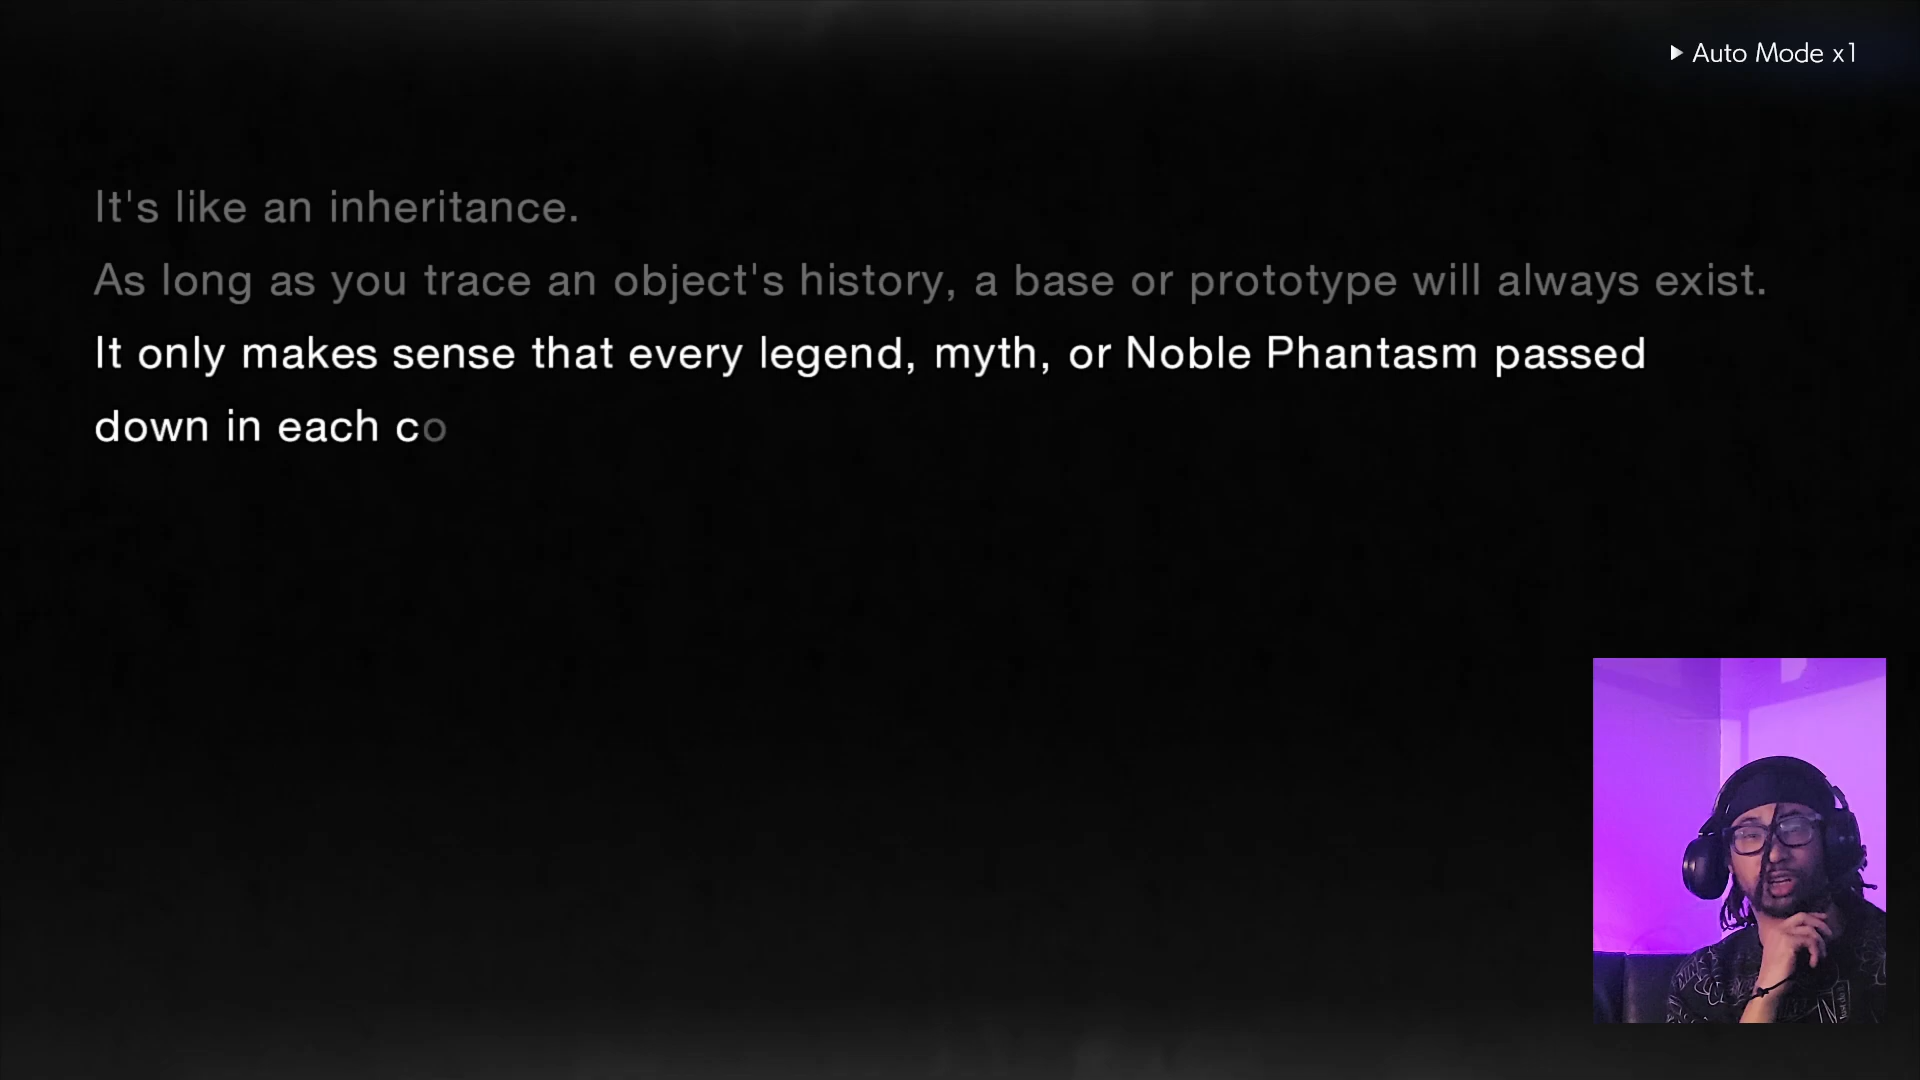 Auto Mode x1
It's like an inheritance.
As long as you trace an object's history, a base or prototype will always exist.
It only makes sense that every legend, myth, or Noble Phantasm passed
down in each co